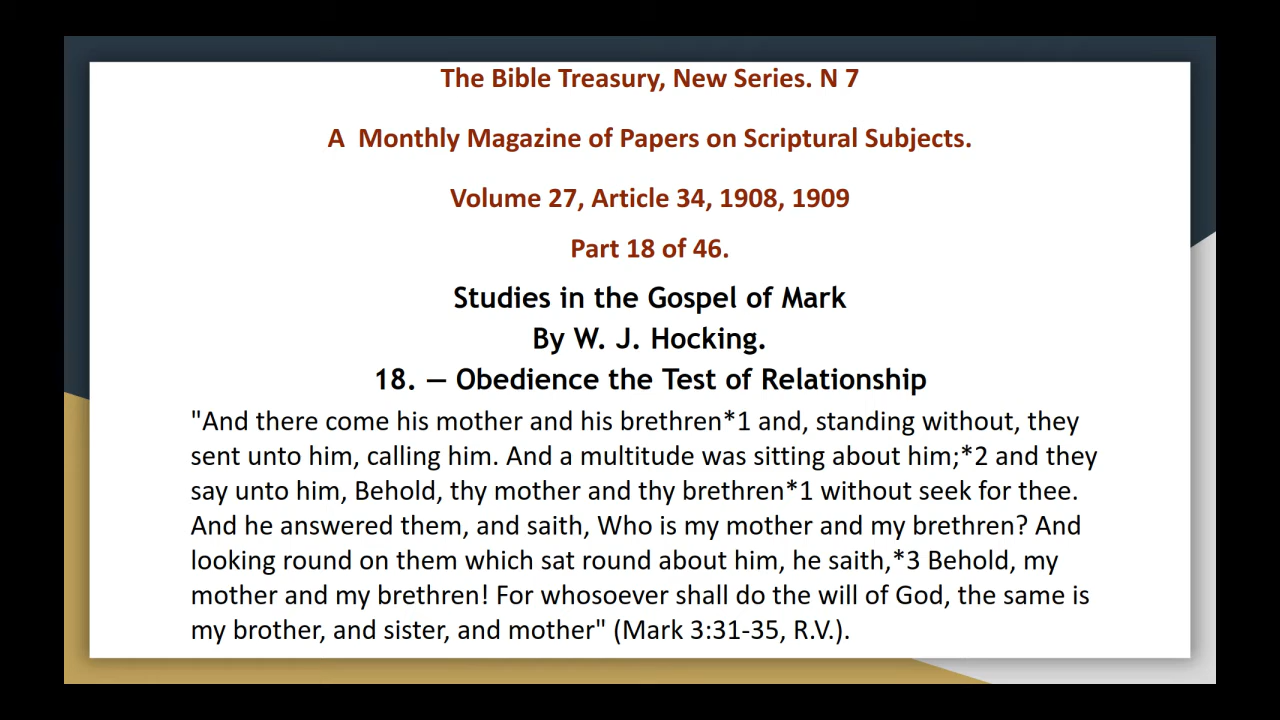 The Bible Treasury, New Series. N 7
A  Monthly Magazine of Papers on Scriptural Subjects.
Volume 27, Article 34, 1908, 1909
Part 18 of 46.
Studies in the Gospel of Mark
By W. J. Hocking.
18. — Obedience the Test of Relationship
"And there come his mother and his brethren*1 and, standing without, they
sent unto him, calling him. And a multitude was sitting about him;*2 and they
say unto him, Behold, thy mother and thy brethren*1 without seek for thee.
And he answered them, and saith, Who is my mother and my brethren? And
looking round on them which sat round about him, he saith,*3 Behold, my
mother and my brethren! For whosoever shall do the will of God, the same is
my brother, and sister, and mother" (Mark 3:31-35, R.V.).